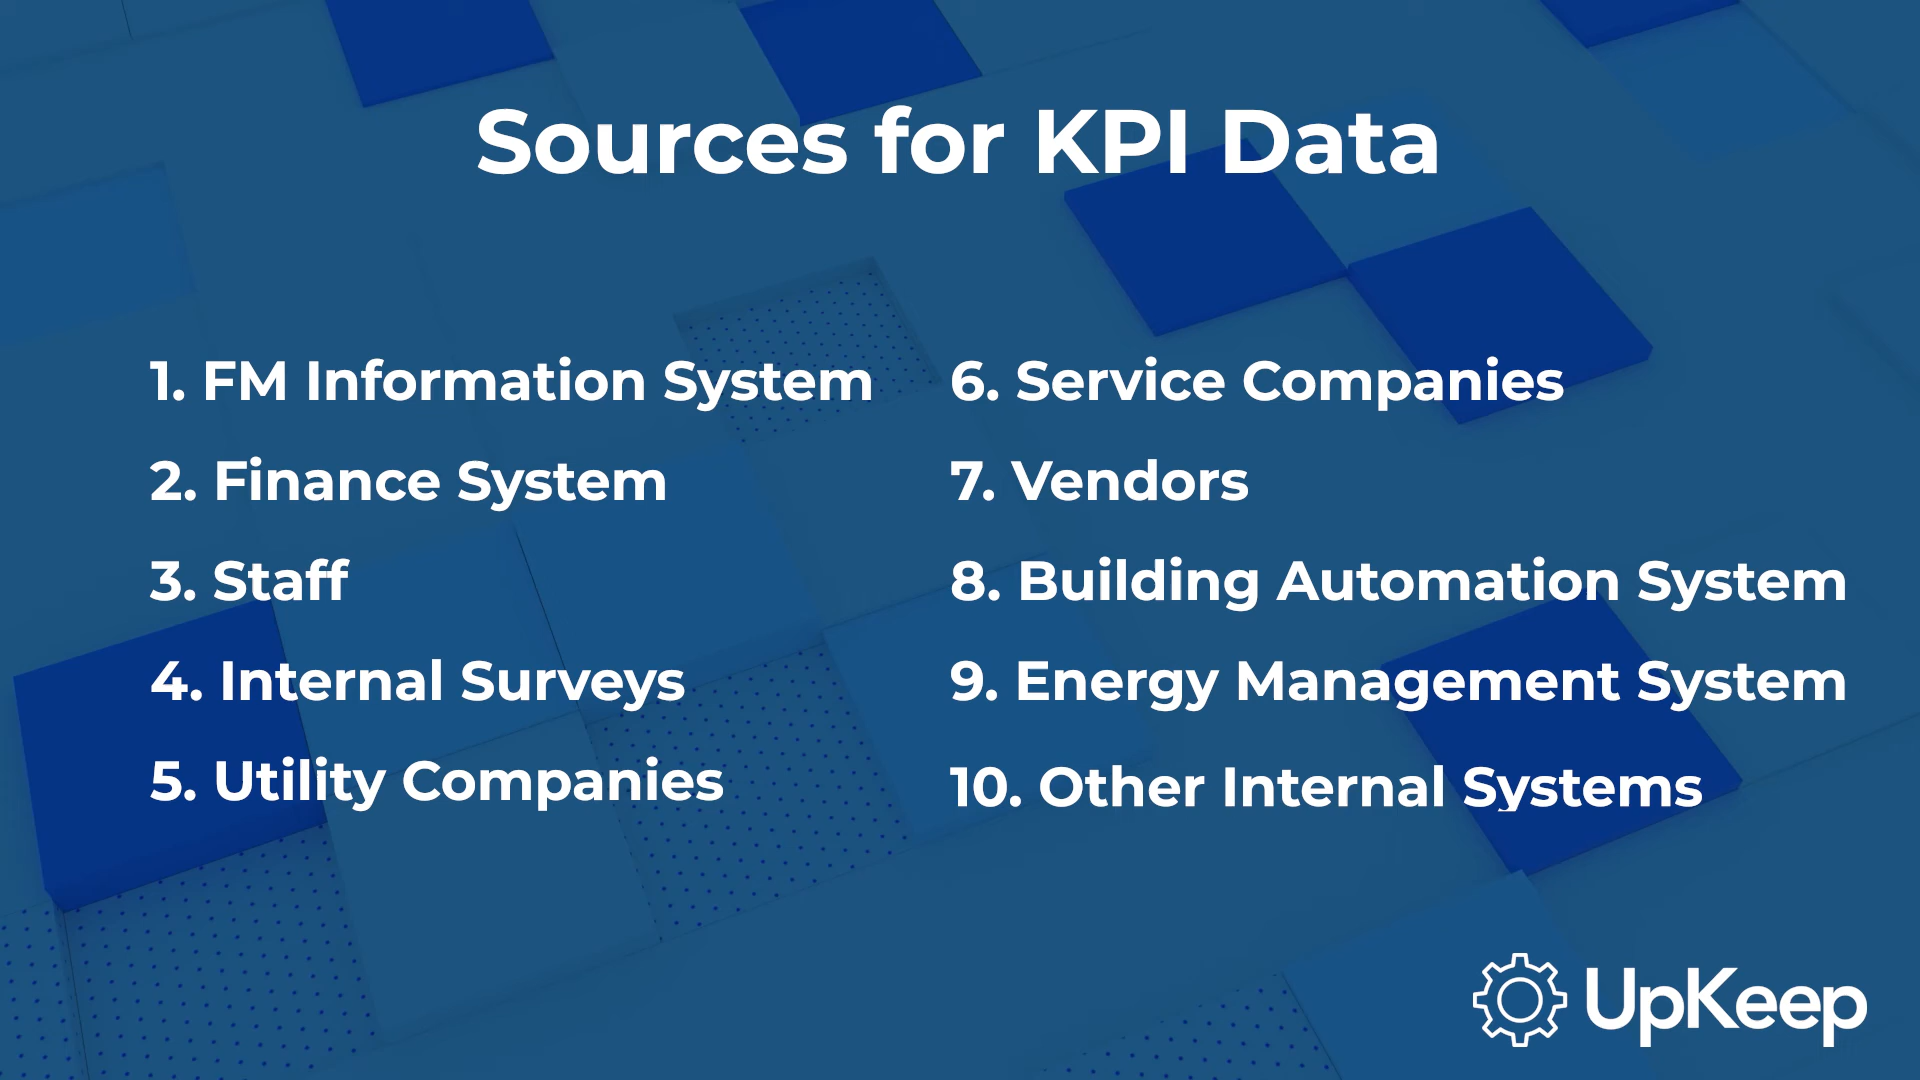 Sources for KPI Data
1. FM Information System
2. Finance System
3. Staff
4. Internal Surveys
5. Utility Companies
6. Service Companies
7. Vendors
8. Building Automation System
9. Energy Management System
10. Other Internal Systems
UpKeep